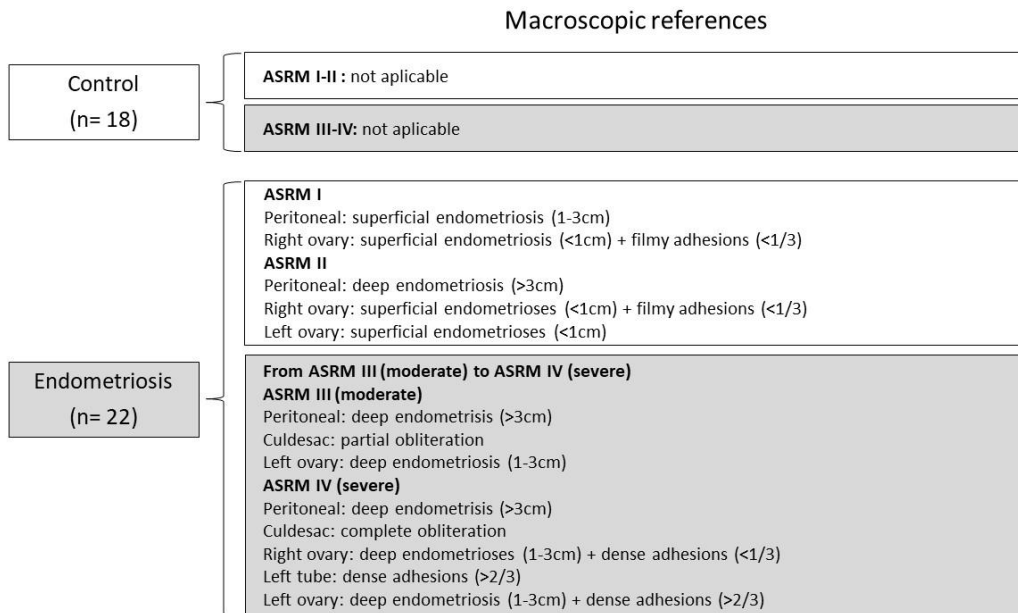 Macroscopic references
Control
(n= 18)
ASRM I-II : not aplicable
ASRM III-IV: not aplicable
Endometriosis
(n= 22)
ASRM I
Peritoneal: superficial endometriosis (1-3cm)
Right ovary: superficial endometriosis (<1cm) + filmy adhesions (<1/3)
ASRM II
Peritoneal: deep endometriosis (>3cm)
Right ovary: superficial endometrioses (<1cm) + filmy adhesions (<1/3)
Left ovary: superficial endometrioses (<1cm)
From ASRM III (moderate) to ASRM IV (severe)
ASRM III (moderate)
Peritoneal: deep endometrisis (>3cm)
Culdesac: partial obliteration
Left ovary: deep endometriosis (1-3cm)
ASRM IV (severe)
Peritoneal: deep endometrisis (>3cm)
Culdesac: complete obliteration
Right ovary: deep endometrioses (1-3cm) + dense adhesions (<1/3)
Left tube: dense adhesions (>2/3)
Left ovary: deep endometriosis (1-3cm) + dense adhesions (>2/3)